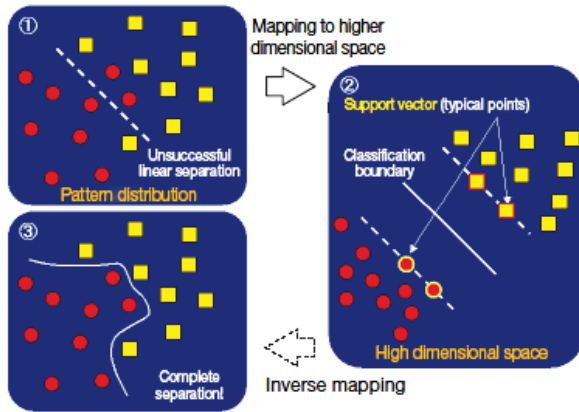 ①
Unsuccessful
linear separation
Pattern distribution
Mapping to higher
dimensional space
②
Support vector (typical points)
Classification
boundary
High dimensional space
③
Complete
separation!
Inverse mapping